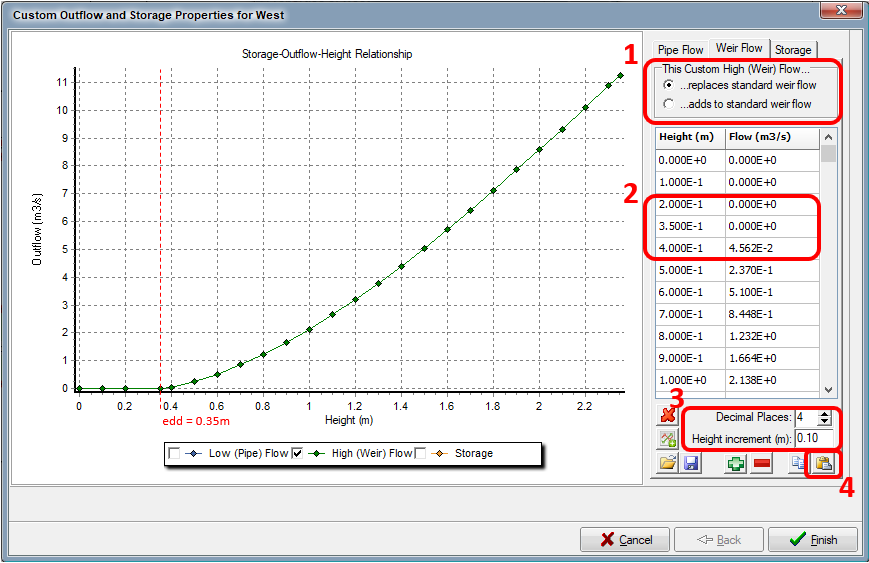 Custom Outflow and Storage Properties for West
Storage-Outflow-Height Relationship
Outflow (m3/s)
11
10
9
8
7
6
5
4
3
2
1
0
0 0.2 0.4 0.6 0.8 1 1.2 1.4 1.6 1.8 2 2.2
edd = 0.35m
Height (m)
Low (Pipe) Flow High (Weir) Flow Storage
1
Pipe Flow Weir Flow Storage
This Custom High (Weir) Flow...
...replaces standard weir flow
...adds to standard weir flow
2
Height (m) Flow (m3/s)
0.000E+0 0.000E+0
1.000E-1 0.000E+0
2.000E-1 0.000E+0
3.500E-1 0.000E+0
4.000E-1 4.562E-2
5.000E-1 2.370E-1
6.000E-1 5.100E-1
7.000E-1 8.448E-1
8.000E-1 1.232E+0
9.000E-1 1.664E+0
1.000E+0 2.138E+0
3
Decimal Places: 4
Height increment (m): 0.10
4
Cancel Back Finish